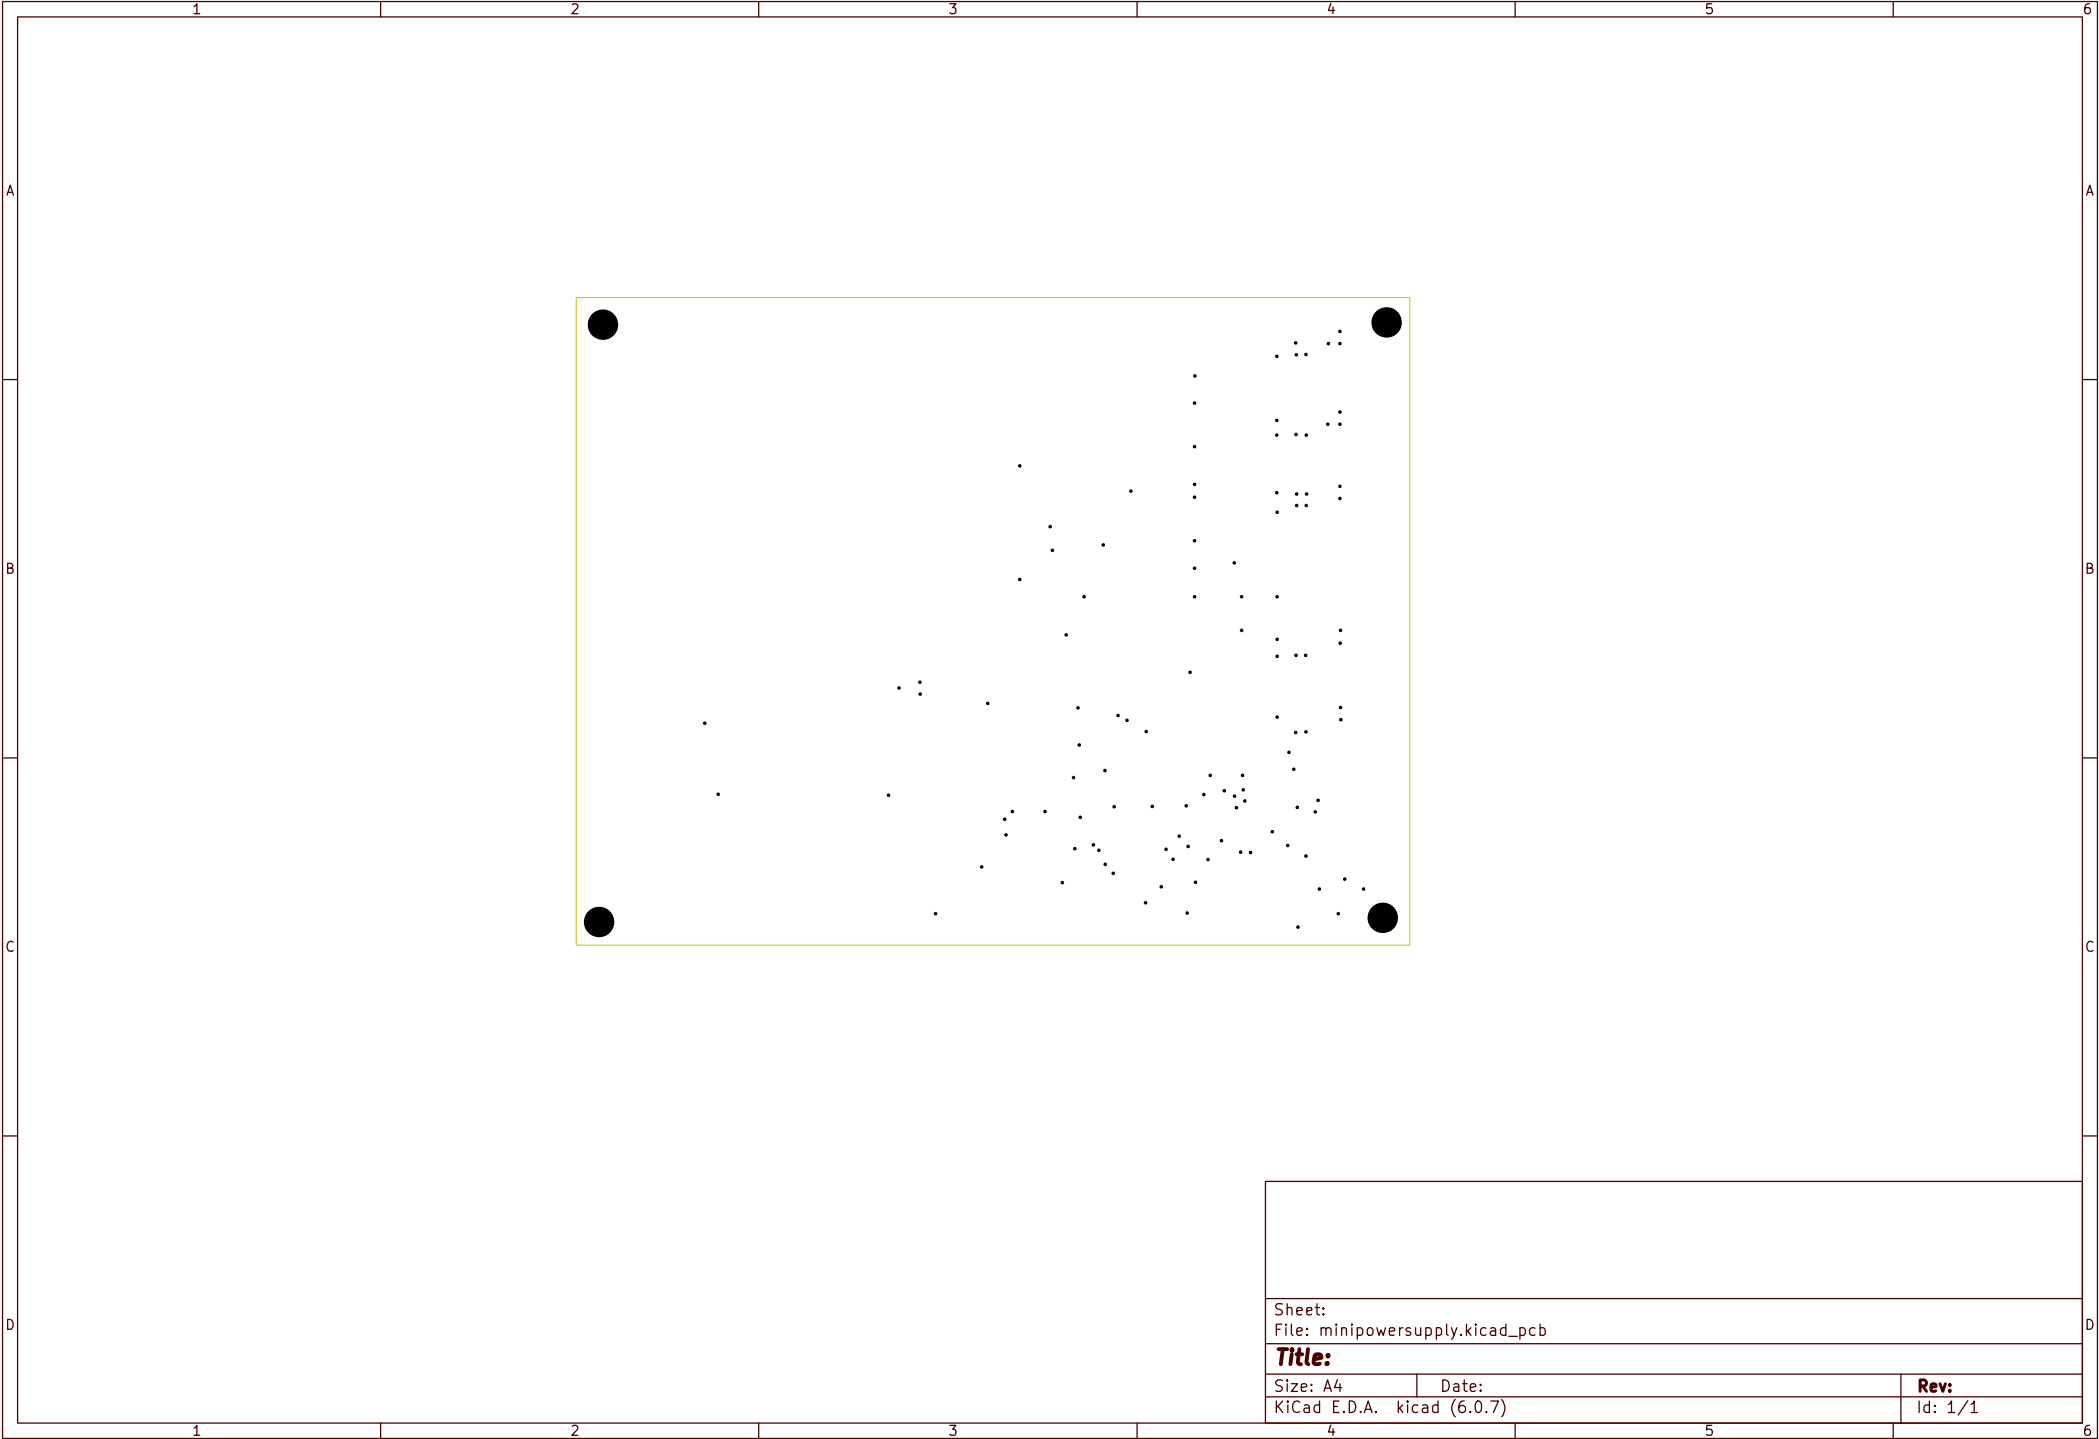 1 2 3 4 5 6
A A
B B
C C
Sheet:
File: minipowersupply.kicad_pcb
D D
Title:
Size: A4 Date: Rev:
KiCad E.D.A. kicad (6.0.7) Id: 1/1
1 2 3 4 5 6